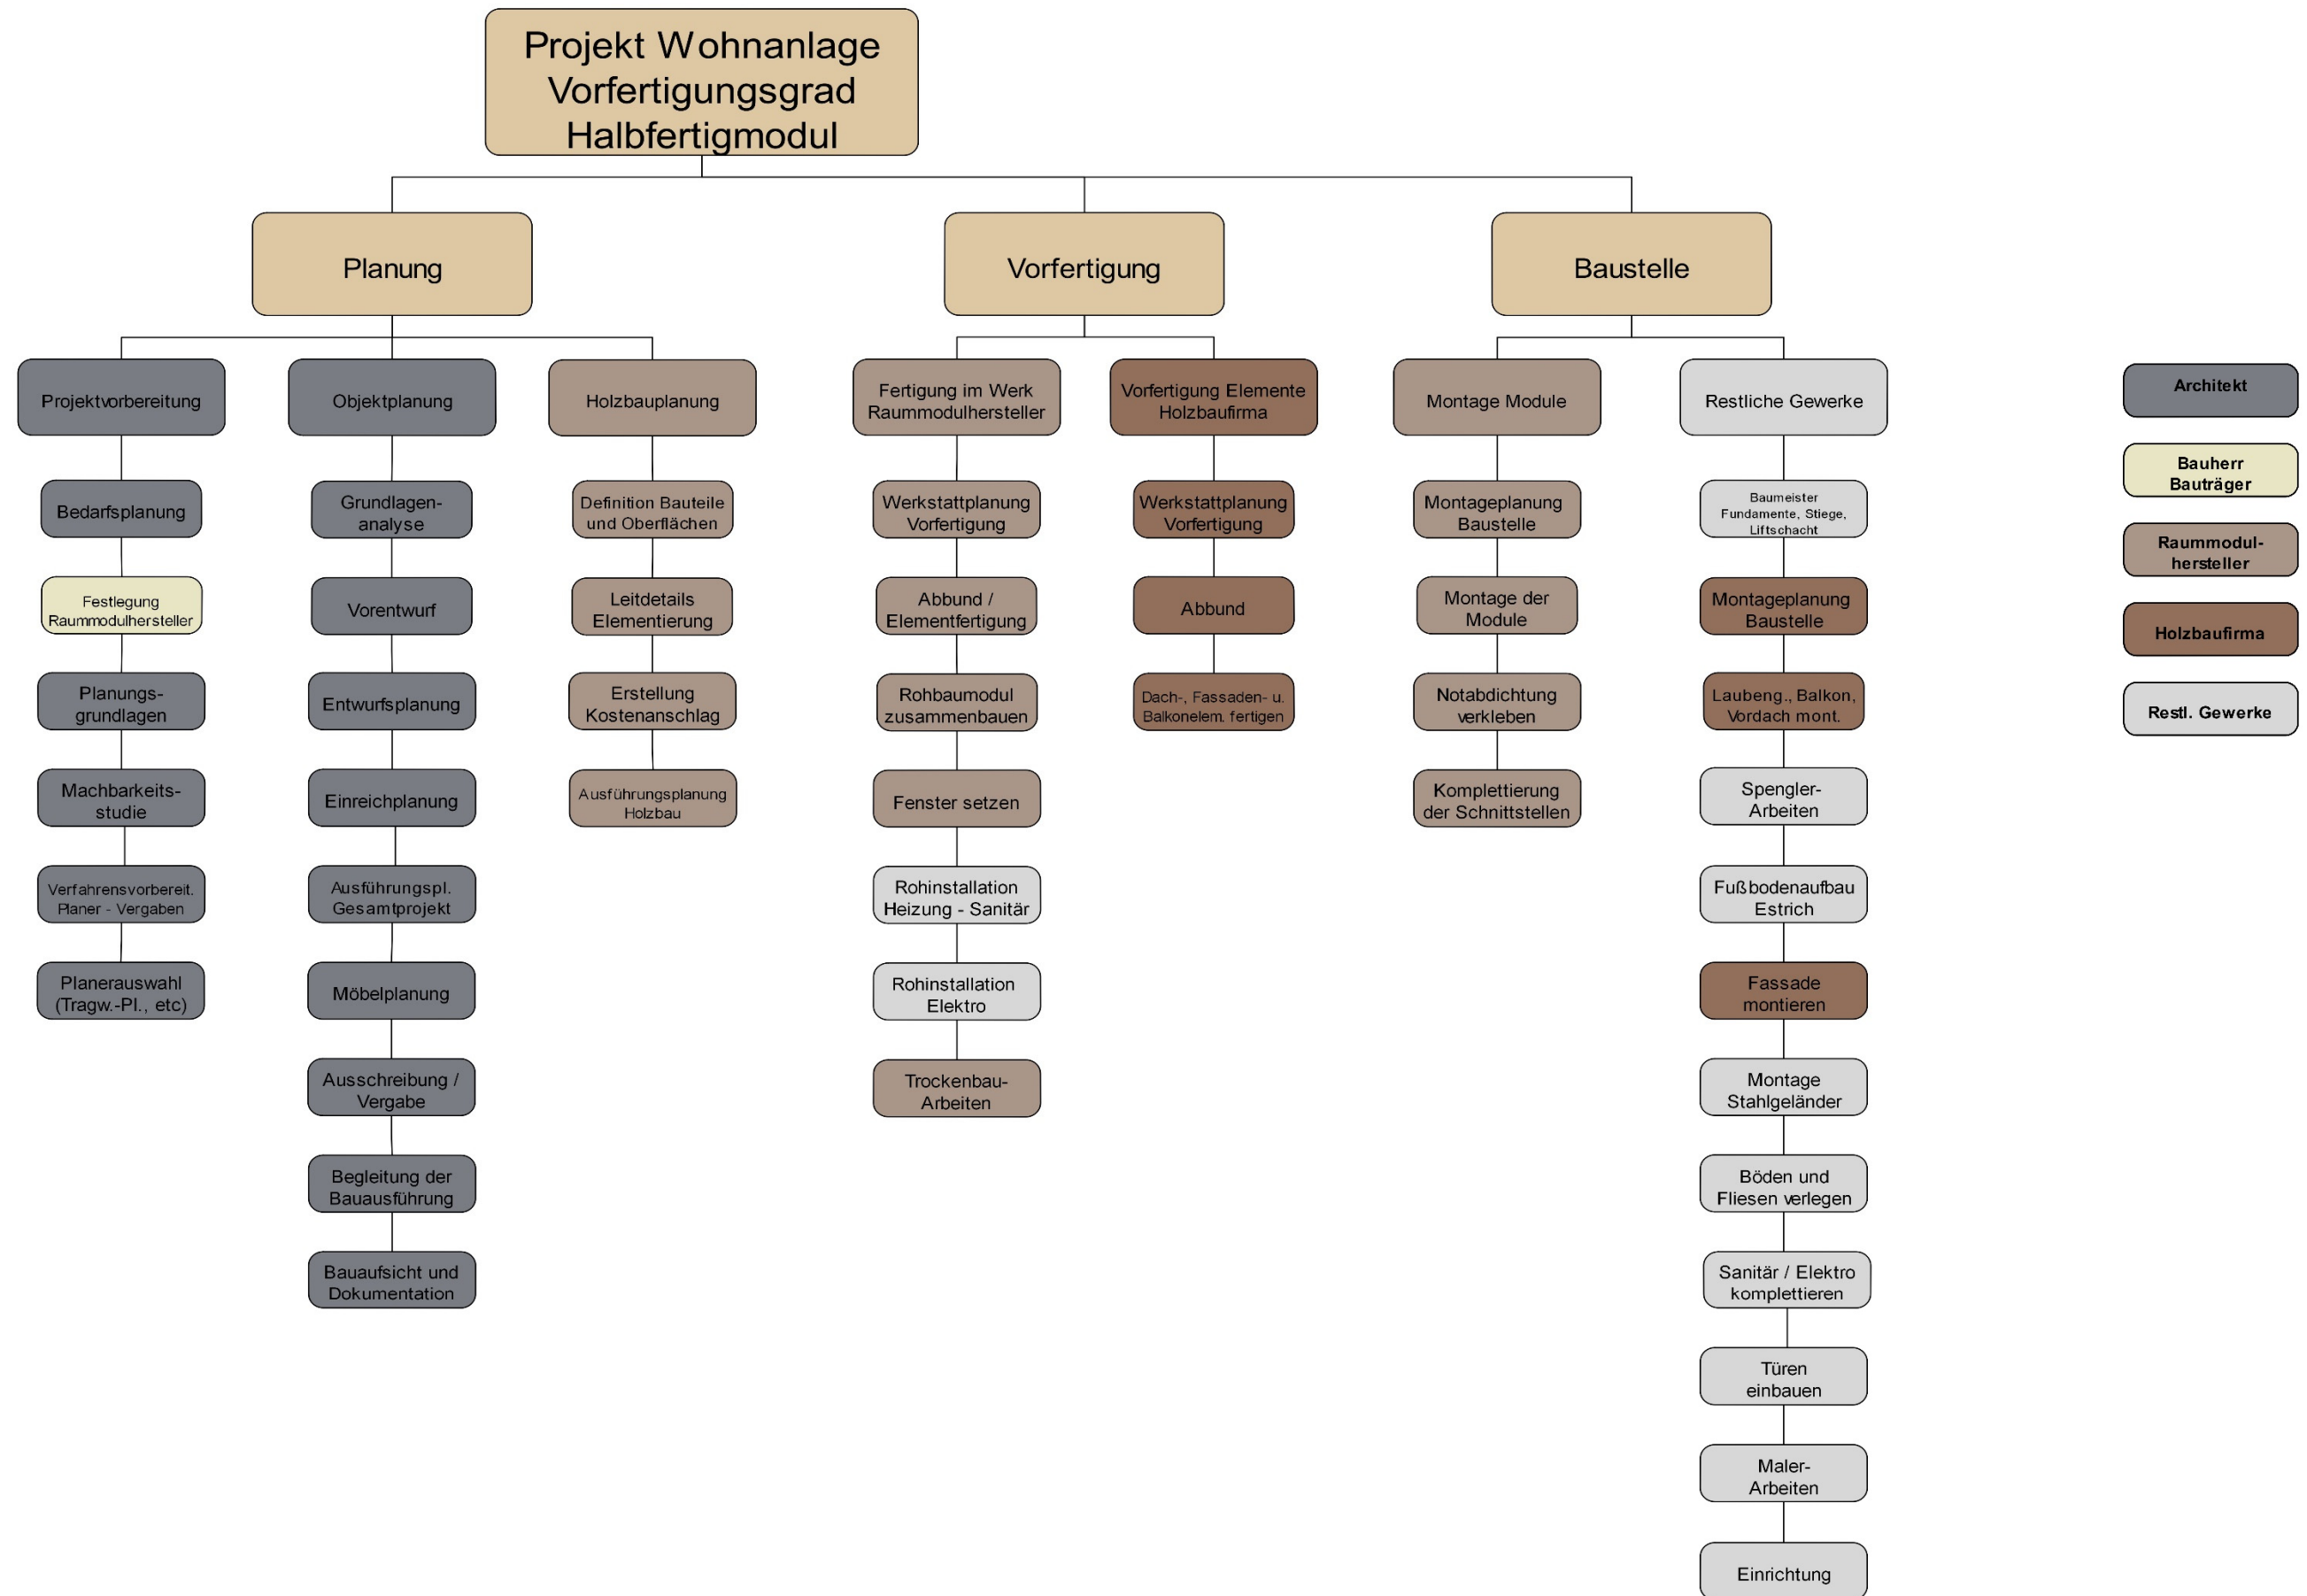 Projekt Wohnanlage
Vorfertigungsgrad
Halbfertigmodul
Planung
Vorfertigung
Baustelle
Projektvorbereitung
Bedarfsplanung
Festlegung
Raummodulhersteller
Planungs-
grundlagen
Machbarkeits-
studie
Verfahrensvorbereit.
Planer - Vergaben
Planerauswahl
(Tragw.-Pl., etc)
Objektplanung
Grundlagen-
analyse
Vorentwurf
Entwurfsplanung
Einreichplanung
Ausführungspl.
Gesamtprojekt
Möbelplanung
Ausschreibung /
Vergabe
Begleitung der
Bauausführung
Bauaufsicht und
Dokumentation
Holzbauplanung
Definition Bauteile
und Oberflächen
Leitdetails
Elementierung
Erstellung
Kostenanschlag
Ausführungsplanung
Holzbau
Fertigung im Werk
Raummodulhersteller
Werkstattplanung
Vorfertigung
Abbund /
Elementfertigung
Rohbaumodul
zusammenbauen
Fenster setzen
Rohinstallation
Heizung - Sanitär
Rohinstallation
Elektro
Trockenbau-
Arbeiten
Vorfertigung Elemente
Holzbaufirma
Werkstattplanung
Vorfertigung
Abbund
Dach-, Fassaden- u.
Balkonelem. fertigen
Montage Module
Montageplanung
Baustelle
Montage der
Module
Notabdichtung
verkleben
Komplettierung
der Schnittstellen
Restliche Gewerke
Baumeister
Fundamente, Stiege,
Liftschacht
Montageplanung
Baustelle
Laubeng., Balkon,
Vordach mont.
Spengler-
Arbeiten
Fußbodenaufbau
Estrich
Fassade
montieren
Montage
Stahlgeländer
Böden und
Fliesen verlegen
Sanitär / Elektro
komplettieren
Türen
einbauen
Maler-
Arbeiten
Einrichtung
Architekt
Bauherr
Bauträger
Raummodul-
hersteller
Holzbaufirma
Restl. Gewerke